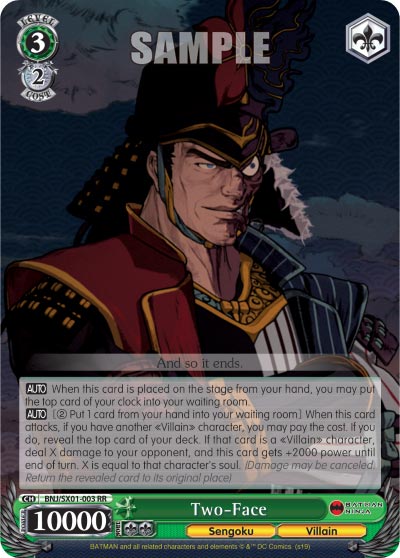 LEVEL
3
2
COST
SAMPLE
And so it ends.
AUTO When this card is placed on the stage from your hand, you may put
the top card of your clock into your waiting room.
AUTO [② Put 1 card from your hand into your waiting room] When this card
attacks, if you have another «Villain» character, you may pay the cost. If you
do, reveal the top card of your deck. If that card is a «Villain» character,
deal X damage to your opponent, and this card gets +2000 power until
end of turn. X is equal to that character's soul. (Damage may be canceled.
Return the revealed card to its original place)
BNJ/SX01-003 RR
Two-Face
BATMAN NINJA
POWER
10000
SOUL
Sengoku
Villain
BATMAN and all related characters and elements © & ™ DC Comics. (s19)